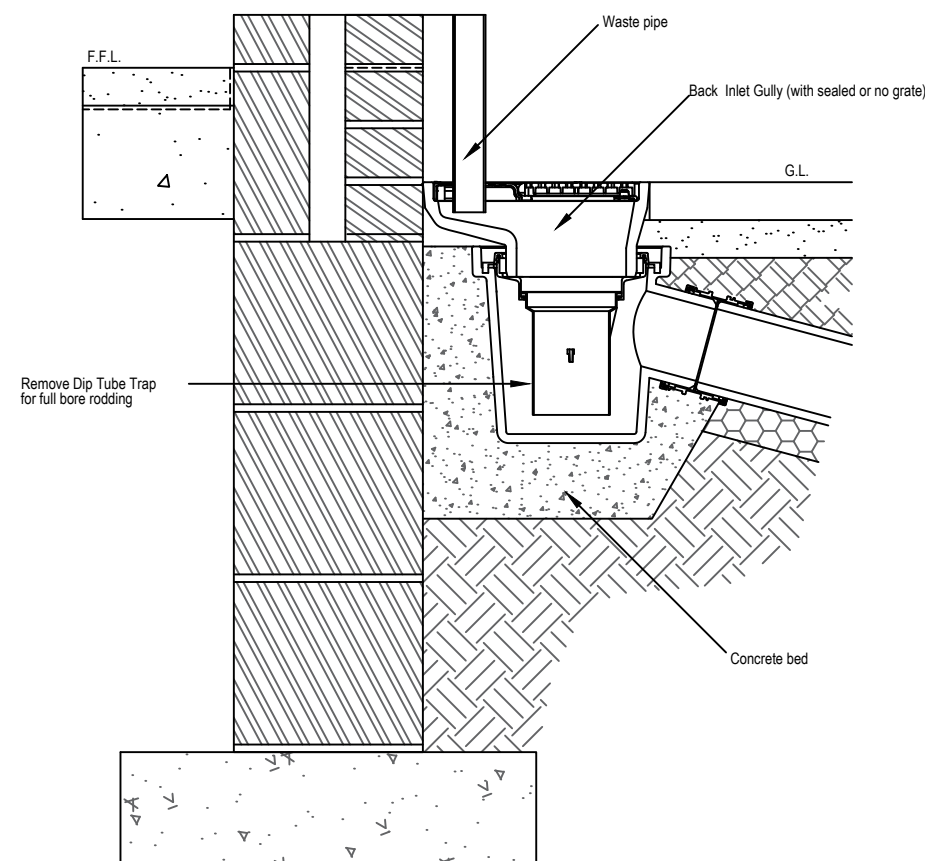 Waste pipe
F.F.L.
Back Inlet Gully (with sealed or no grate)
G.L.
Remove Dip Tube Trap
for full bore rodding
Concrete bed